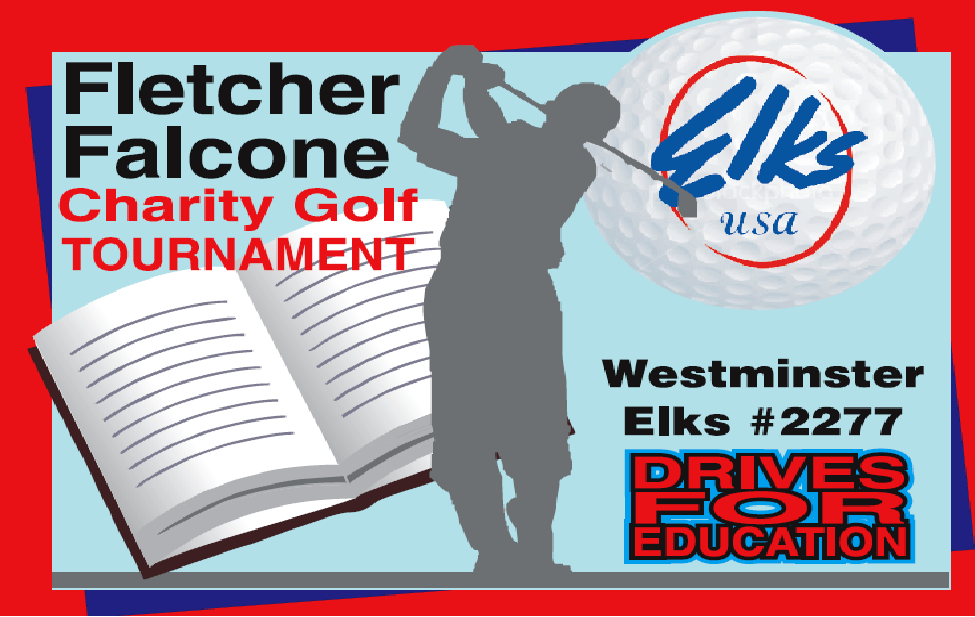 Fletcher
Falcone
Charity Golf
TOURNAMENT
Elks
usa
Westminster
Elks #2277
DRIVES
FOR
EDUCATION